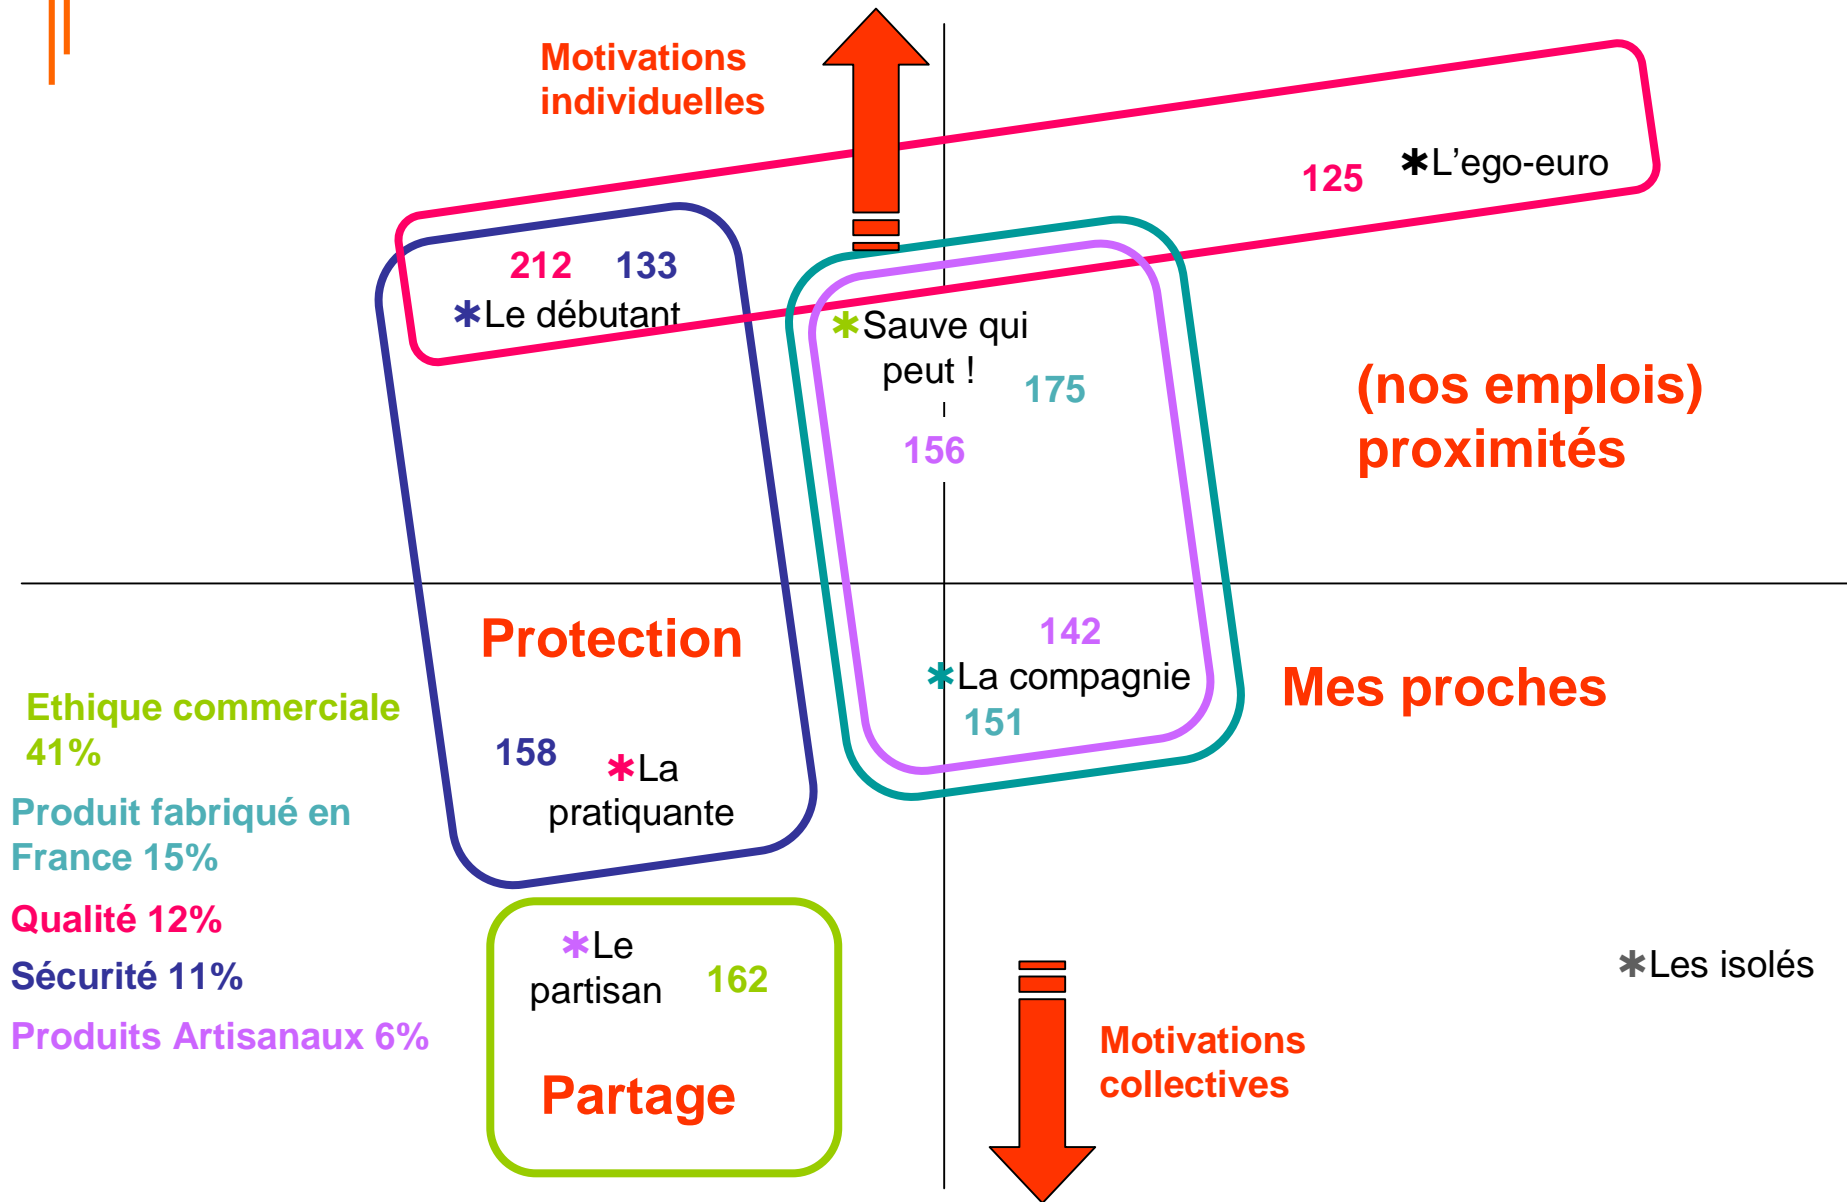 Motivations
individuelles
125
*L'ego-euro
212 133
*Le débutant
*Sauve qui
peut !
175
156
(nos emplois)
proximités
Protection
142
*La compagnie
151
Mes proches
Ethique commerciale
41%
158
*La
pratiquante
Produit fabriqué en
France 15%
Qualité 12%
Sécurité 11%
Produits Artisanaux 6%
*Le
partisan
162
Partage
*Les isolés
Motivations
collectives